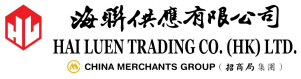 海聯供應有限公司
HAI LUEN TRADING CO. (HK) LTD.
CHINA MERCHANTS GROUP (招商局集團)